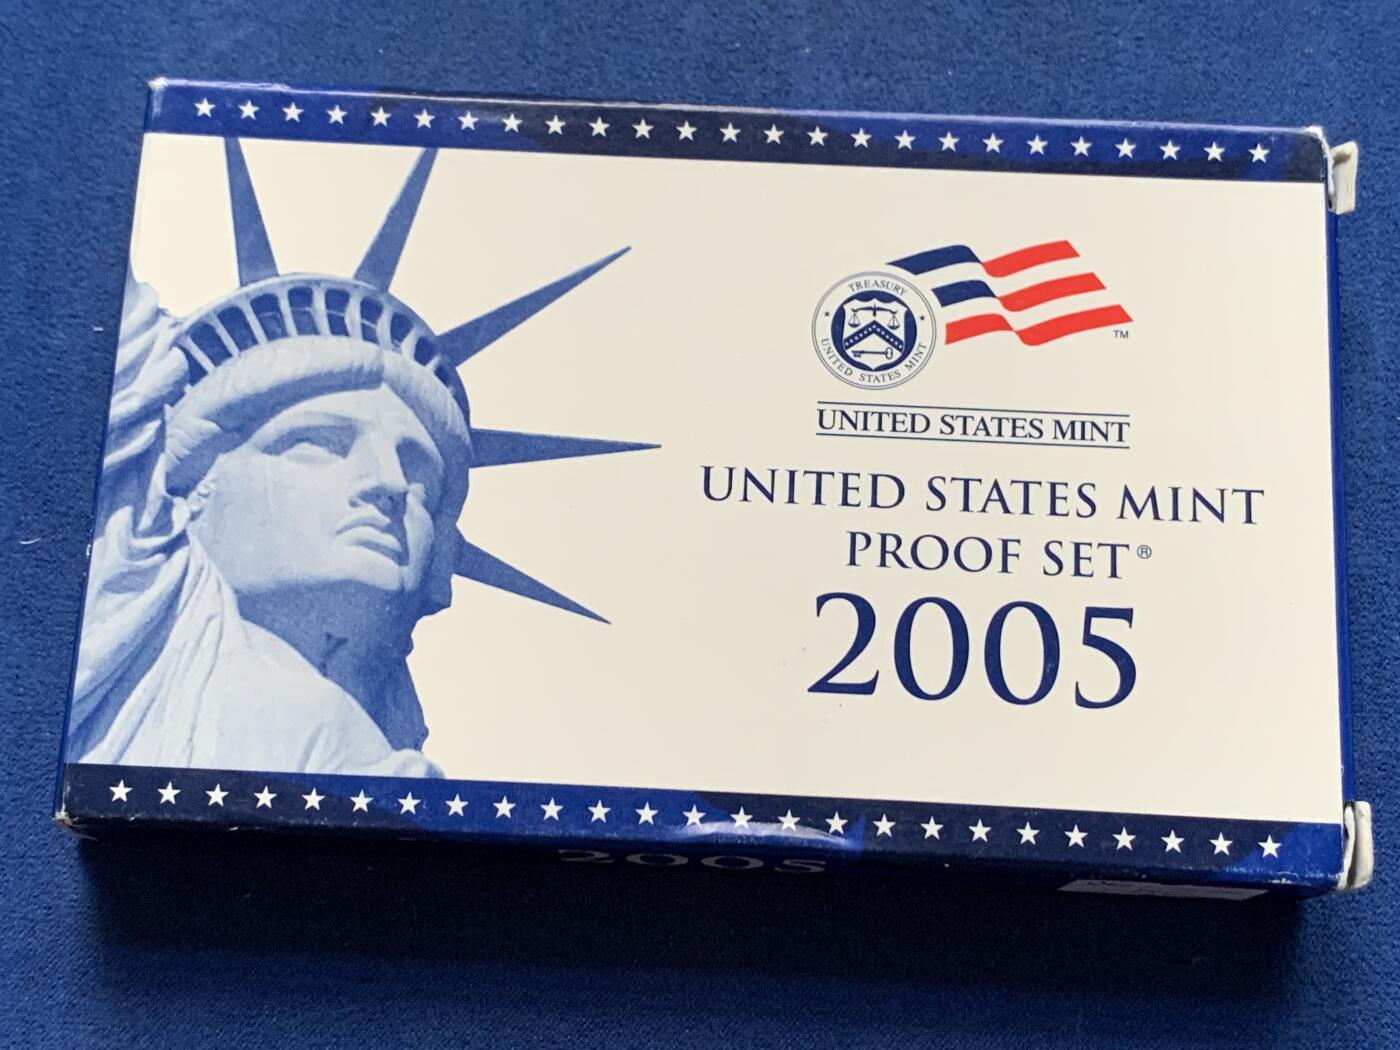 TREASURY
UNITED STATES MINT
™
UNITED STATES MINT
UNITED STATES MINT
PROOF SET®
2005
2005